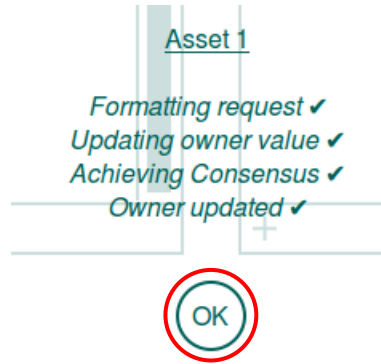 Asset 1
Formatting request ✔
Updating owner value ✔
Achieving Consensus ✔
Owner updated ✔
+
OK